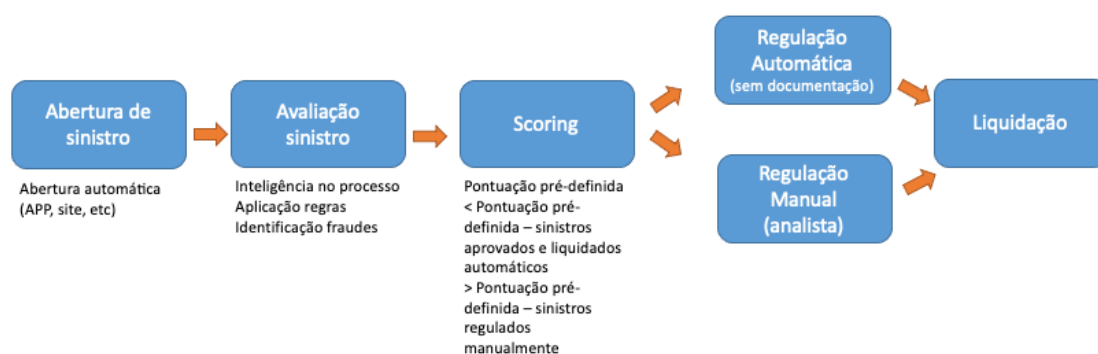 Abertura de
sinistro
Abertura automática
(APP, site, etc)
Avaliação
sinistro
Inteligência no processo
Aplicação regras
Identificação fraudes
Scoring
Pontuação pré-definida
< Pontuação pré-
definida – sinistros
aprovados e liquidados
automáticos
> Pontuação pré-
definida – sinistros
regulados
manualmente
Regulação
Automática
(sem documentação)
Regulação
Manual
(analista)
Liquidação